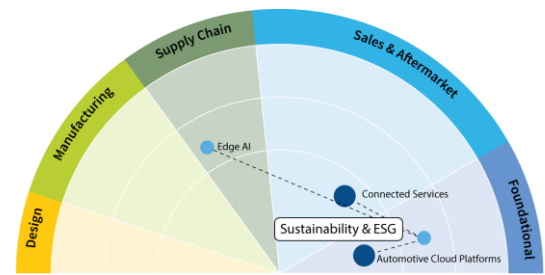 Design
Manufacturing
Supply Chain
Sales & Aftermarket
Foundational
Edge AI
Connected Services
Sustainability & ESG
Automotive Cloud Platforms